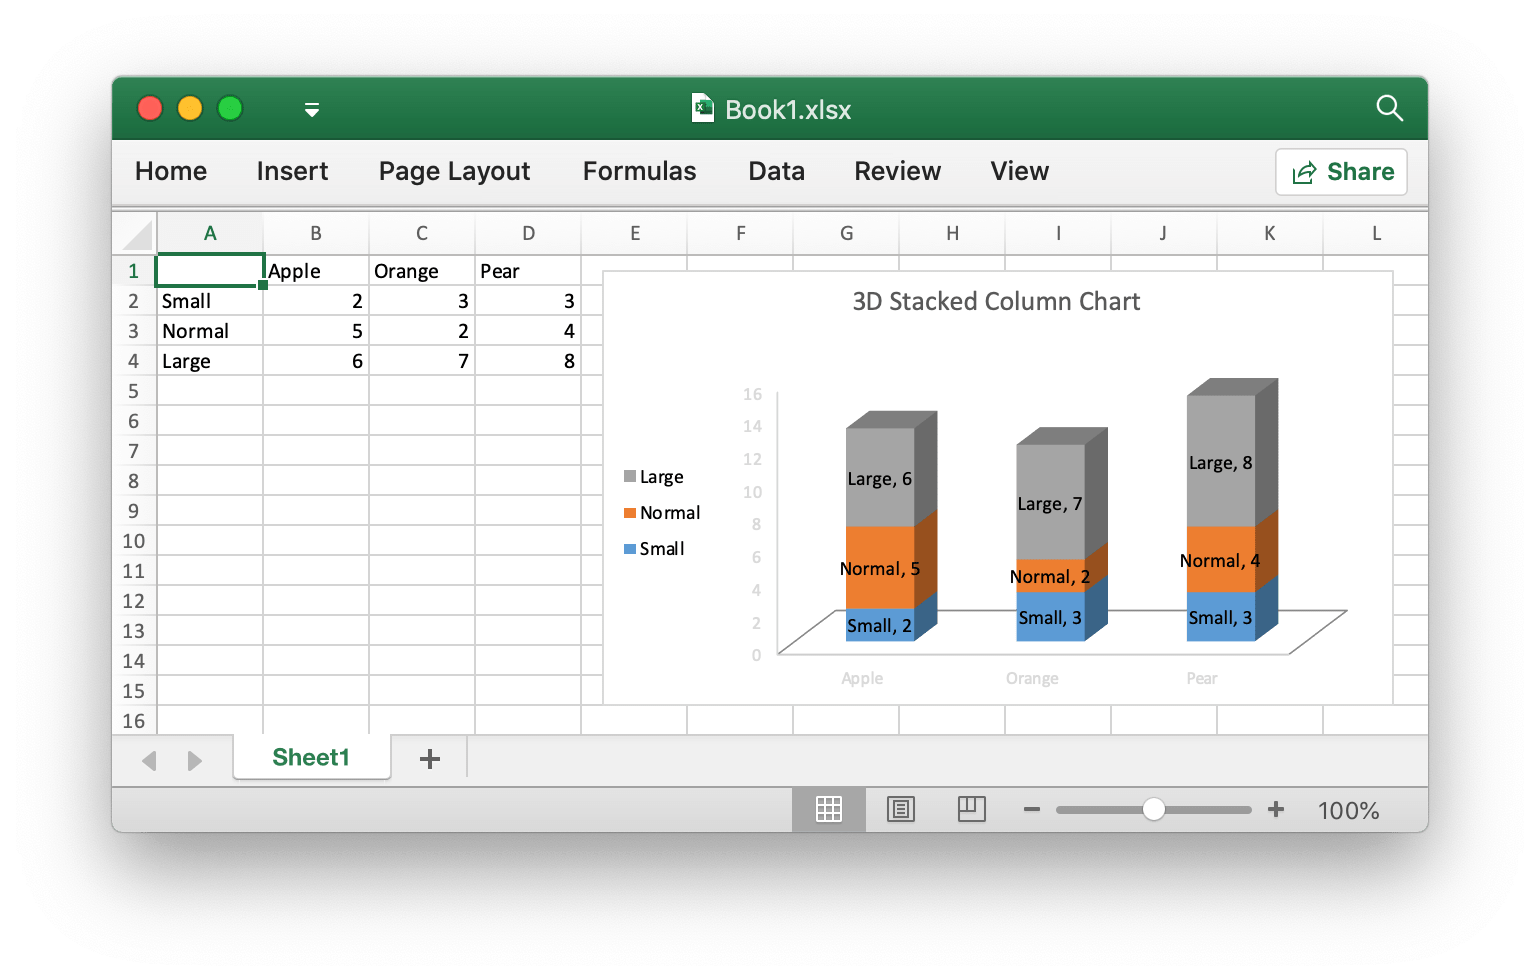 Book1.xlsx
Home Insert Page Layout Formulas Data Review View Share
A B C D E F G H I J K L
1 Apple Orange Pear
2 Small 2 3 3
3 Normal 5 2 4
4 Large 6 7 8
5
6
7
8
9
10
11
12
13
14
15
16
3D Stacked Column Chart
Large
Normal
Small
16
14
12
10
8
6
4
2
0
Large, 6
Normal, 5
Small, 2
Large, 7
Normal, 2
Small, 3
Large, 8
Normal, 4
Small, 3
Apple Orange Pear
Sheet1
100%